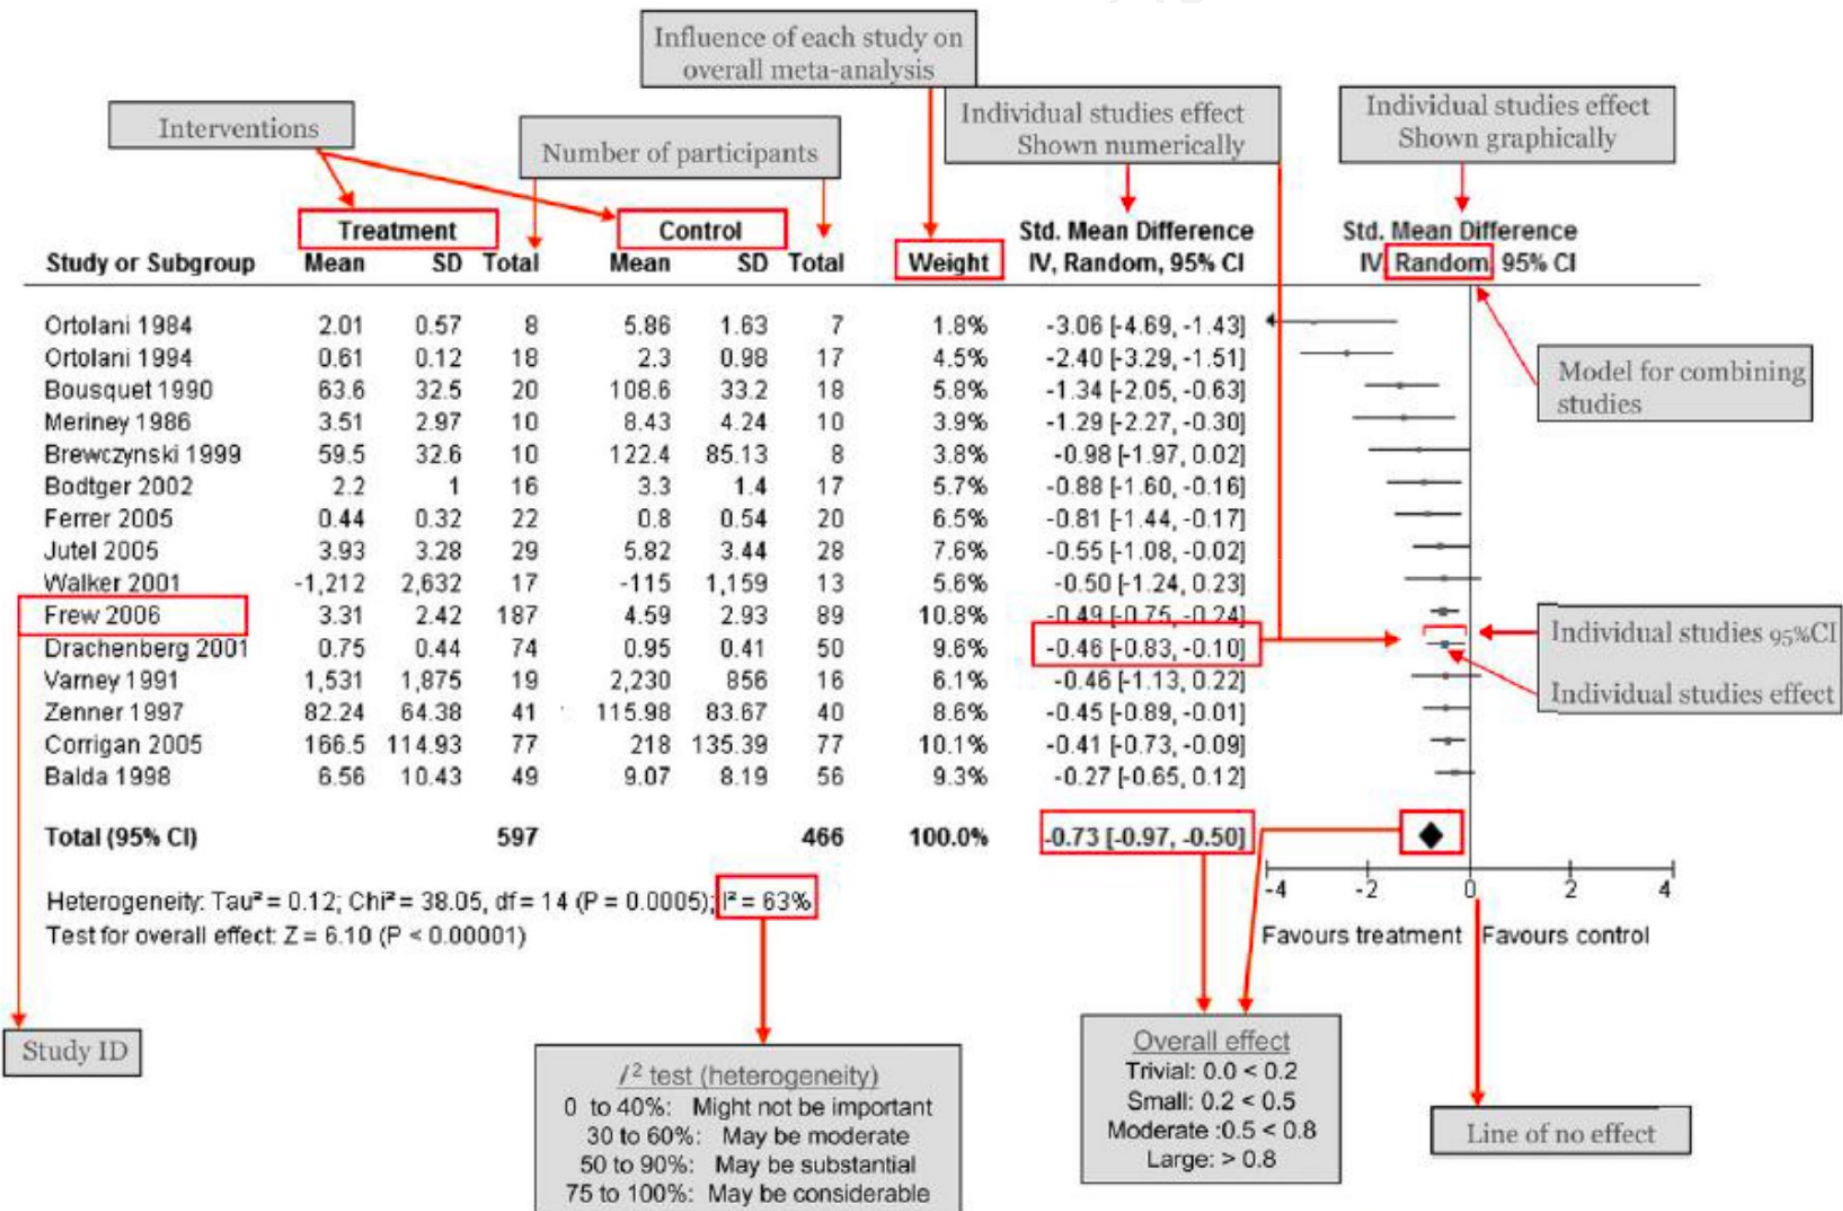 Influence of each study on
overall meta-analysis
Interventions
Number of participants
Individual studies effect
Shown numerically
Individual studies effect
Shown graphically
Treatment Control Std. Mean Difference Std. Mean Difference
Study or Subgroup Mean SD Total Mean SD Total Weight IV, Random, 95% CI IV, Random, 95% CI
Ortolani 1984 2.01 0.57 8 5.86 1.63 7 1.8% -3.06 [-4.69, -1.43]
Ortolani 1994 0.61 0.12 18 2.3 0.98 17 4.5% -2.40 [-3.29, -1.51]
Bousquet 1990 63.6 32.5 20 108.6 33.2 18 5.8% -1.34 [-2.05, -0.63]
Meriney 1986 3.51 2.97 10 8.43 4.24 10 3.9% -1.29 [-2.27, -0.30]
Brewczynski 1999 59.5 32.6 10 122.4 85.13 8 3.8% -0.98 [-1.97, 0.02]
Bodtger 2002 2.2 1 16 3.3 1.4 17 5.7% -0.88 [-1.60, -0.16]
Ferrer 2005 0.44 0.32 22 0.8 0.54 20 6.5% -0.81 [-1.44, -0.17]
Jutel 2005 3.93 3.28 29 5.82 3.44 28 7.6% -0.55 [-1.08, -0.02]
Walker 2001 -1,212 2,632 17 -115 1,159 13 5.6% -0.50 [-1.24, 0.23]
Frew 2006 3.31 2.42 187 4.59 2.93 89 10.8% -0.49 [-0.75, -0.24]
Drachenberg 2001 0.75 0.44 74 0.95 0.41 50 9.6% -0.46 [-0.83, -0.10]
Varney 1991 1,531 1,875 19 2,230 856 16 6.1% -0.46 [-1.13, 0.22]
Zenner 1997 82.24 64.38 41 115.98 83.67 40 8.6% -0.45 [-0.89, -0.01]
Corrigan 2005 166.5 114.93 77 218 135.39 77 10.1% -0.41 [-0.73, -0.09]
Balda 1998 6.56 10.43 49 9.07 8.19 56 9.3% -0.27 [-0.65, 0.12]
Total (95% CI) 597 466 100.0% -0.73 [-0.97, -0.50]
Heterogeneity: Tau² = 0.12; Chi² = 38.05, df = 14 (P = 0.0005); I² = 63%
Test for overall effect: Z = 6.10 (P < 0.00001)
-4 -2 0 2 4
Favours treatment Favours control
Model for combining
studies
Individual studies 95%CI
Individual studies effect
Study ID
I² test (heterogeneity)
0 to 40%: Might not be important
30 to 60%: May be moderate
50 to 90%: May be substantial
75 to 100%: May be considerable
Overall effect
Trivial: 0.0 < 0.2
Small: 0.2 < 0.5
Moderate :0.5 < 0.8
Large: > 0.8
Line of no effect